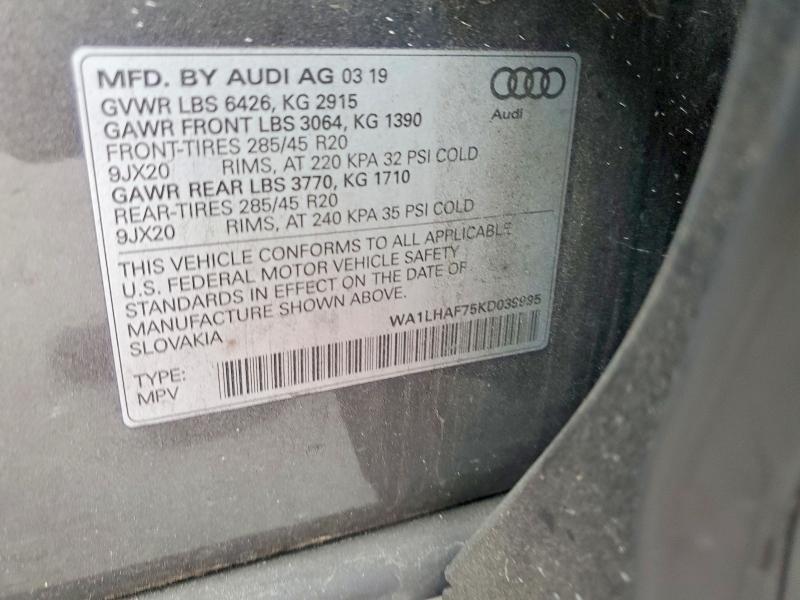 MFD. BY AUDI AG 03 19
Audi
GVWR LBS 6426, KG 2915
GAWR FRONT LBS 3064, KG 1390
FRONT-TIRES 285/45 R20
9JX20 RIMS, AT 220 KPA 32 PSI COLD
GAWR REAR LBS 3770, KG 1710
REAR-TIRES 285/45 R20
9JX20 RIMS, AT 240 KPA 35 PSI COLD
THIS VEHICLE CONFORMS TO ALL APPLICABLE
U.S. FEDERAL MOTOR VEHICLE SAFETY
STANDARDS IN EFFECT ON THE DATE OF
MANUFACTURE SHOWN ABOVE.
SLOVAKIA
TYPE:
MPV